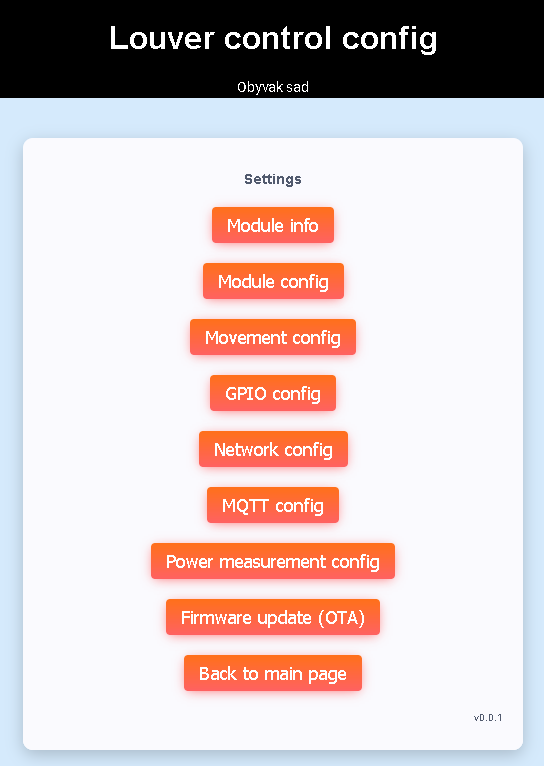 Louver control config
Obyvak sad
Settings
Module info
Module config
Movement config
GPIO config
Network config
MQTT config
Power measurement config
Firmware update (OTA)
Back to main page
v0.0.1